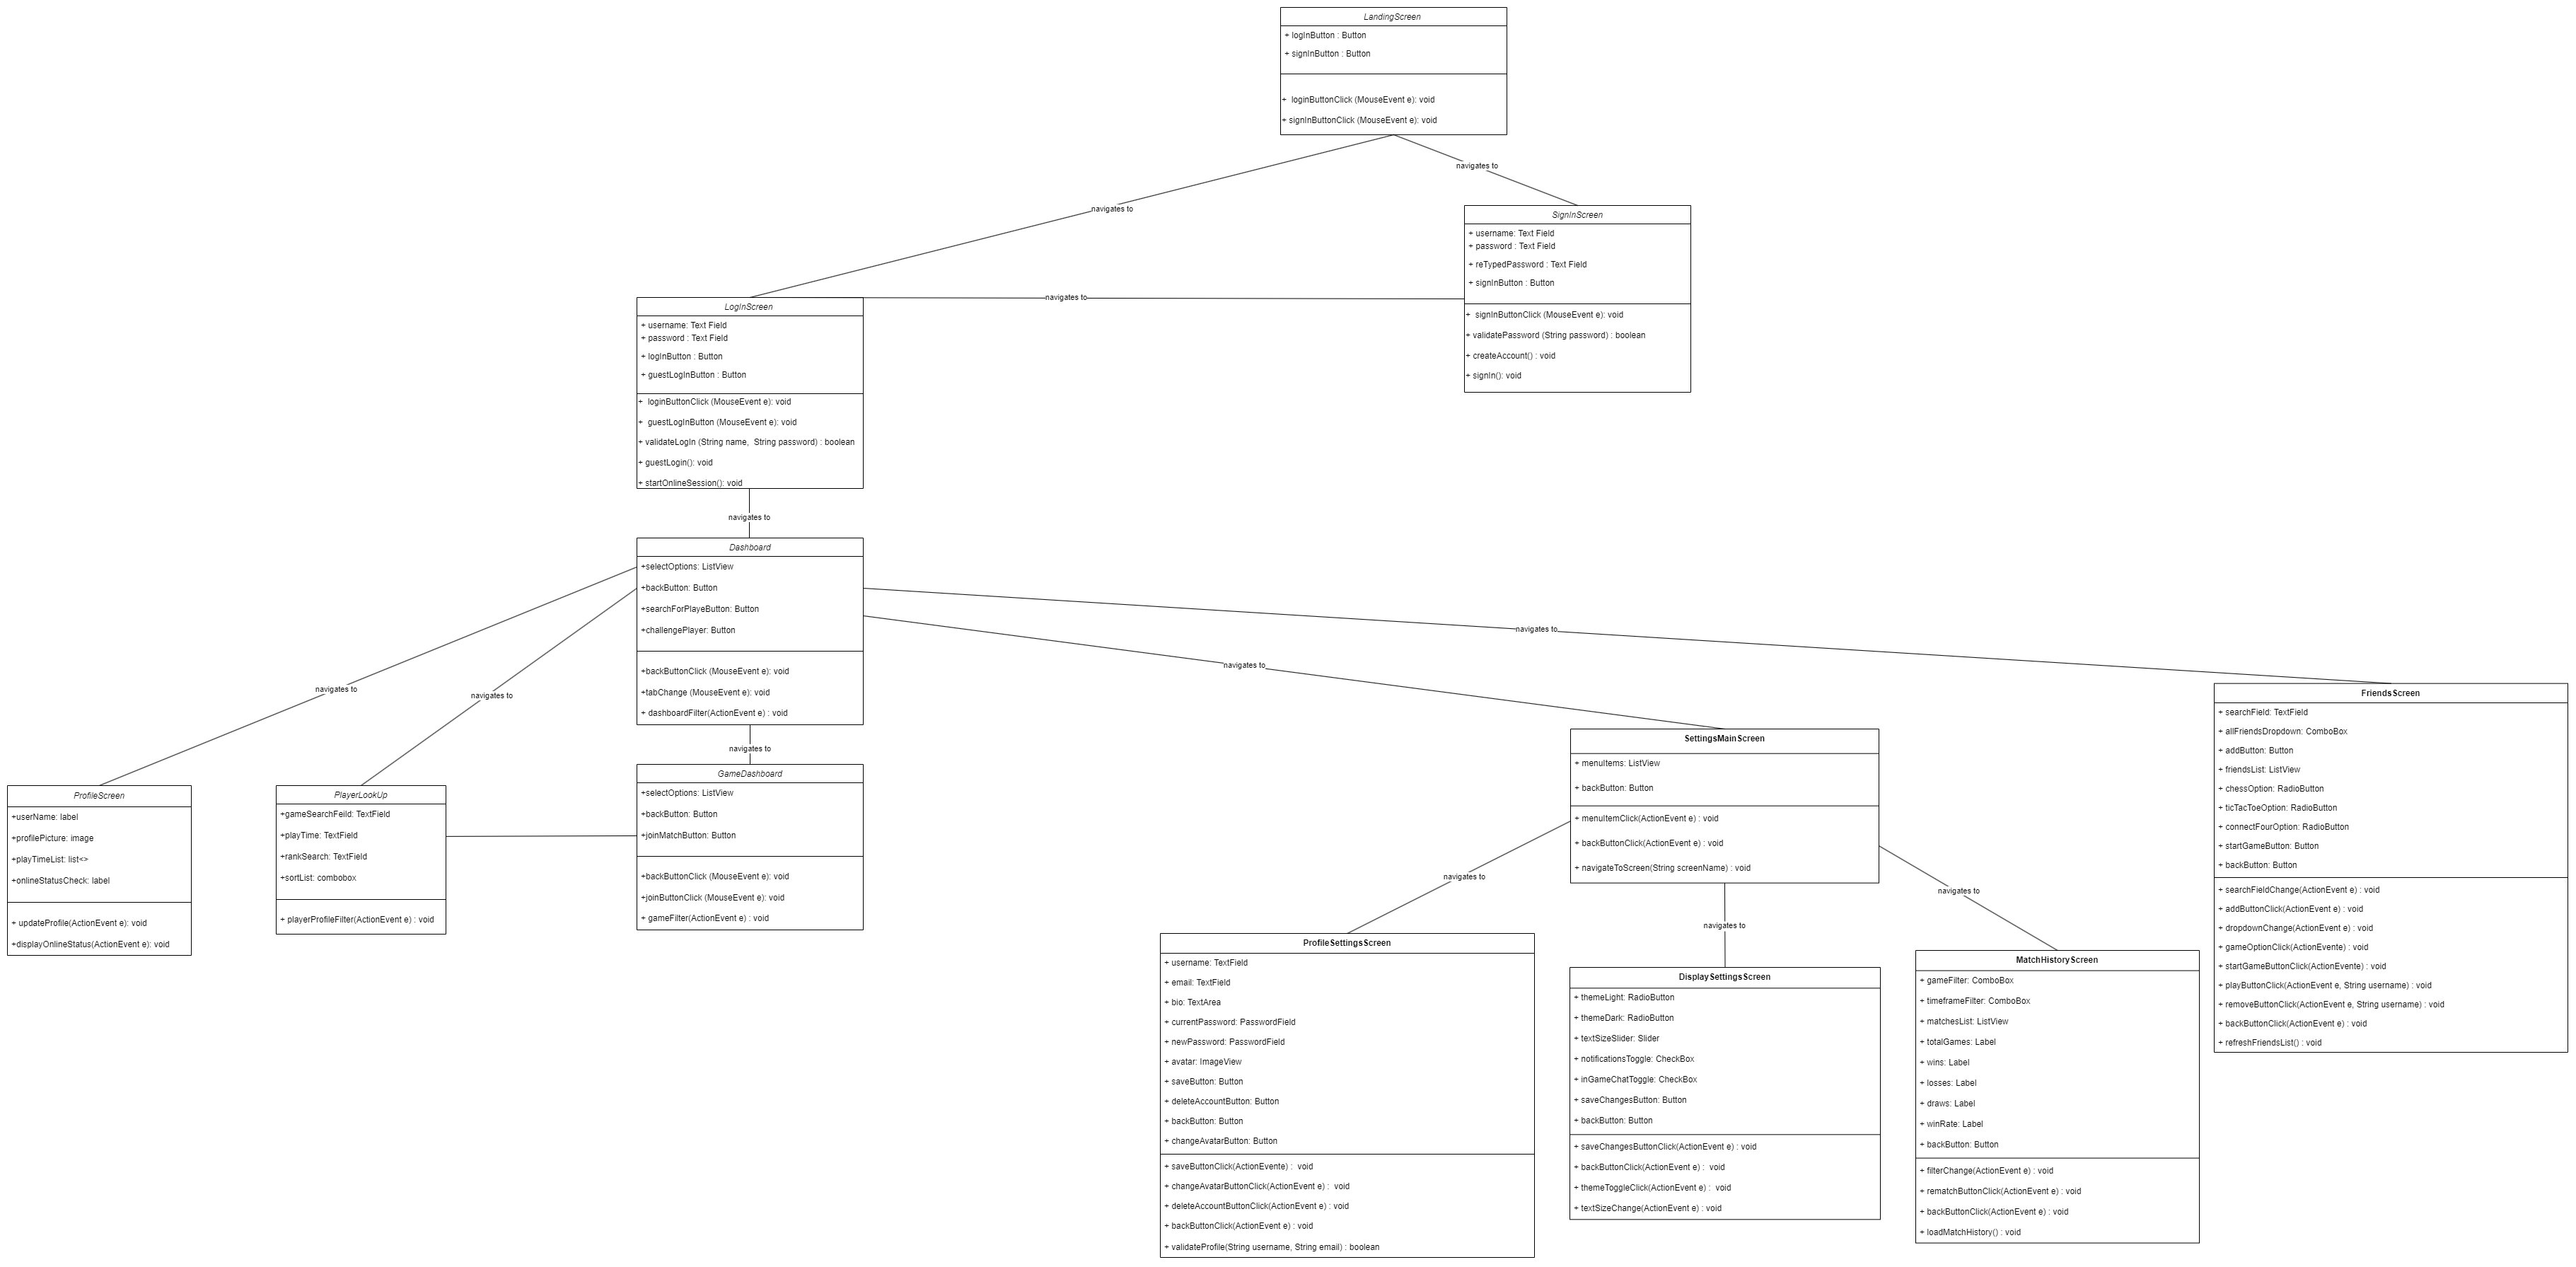 LandingScreen
+ logInButton : Button
+ signInButton : Button
+  loginButtonClick (MouseEvent e): void
+ signInButtonClick (MouseEvent e): void
navigates to
navigates to
SignInScreen
+ username: Text Field
+ password : Text Field
+ reTypedPassword : Text Field
+ signInButton : Button
+  signInButtonClick (MouseEvent e): void
+ validatePassword (String password) : boolean
+ createAccount() : void
+ signIn(): void
navigates to
LogInScreen
+ username: Text Field
+ password : Text Field
+ logInButton : Button
+ guestLogInButton : Button
+  loginButtonClick (MouseEvent e): void
+  guestLogInButton (MouseEvent e): void
+ validateLogIn (String name,  String password) : boolean
+ guestLogin(): void
+ startOnlineSession(): void
navigates to
Dashboard
+selectOptions: ListView
+backButton: Button
+searchForPlayeButton: Button
+challengePlayer: Button
+backButtonClick (MouseEvent e): void
+tabChange (MouseEvent e): void
+ dashboardFilter(ActionEvent e) : void
navigates to
navigates to
navigates to
navigates to
navigates to
ProfileScreen
+userName: label
+profilePicture: image
+playTimeList: list<>
+onlineStatusCheck: label
+ updateProfile(ActionEvent e): void
+displayOnlineStatus(ActionEvent e): void
PlayerLookUp
+gameSearchFeild: TextField
+playTime: TextField
+rankSearch: TextField
+sortList: combobox
+ playerProfileFilter(ActionEvent e) : void
GameDashboard
+selectOptions: ListView
+backButton: Button
+joinMatchButton: Button
+backButtonClick (MouseEvent e): void
+joinButtonClick (MouseEvent e): void
+ gameFilter(ActionEvent e) : void
SettingsMainScreen
+ menuItems: ListView
+ backButton: Button
+ menuItemClick(ActionEvent e) : void
+ backButtonClick(ActionEvent e) : void
+ navigateToScreen(String screenName) : void
navigates to
navigates to
navigates to
ProfileSettingsScreen
+ username: TextField
+ email: TextField
+ bio: TextArea
+ currentPassword: PasswordField
+ newPassword: PasswordField
+ avatar: ImageView
+ saveButton: Button
+ deleteAccountButton: Button
+ backButton: Button
+ changeAvatarButton: Button
+ saveButtonClick(ActionEvente) :  void
+ changeAvatarButtonClick(ActionEvent e) :  void
+ deleteAccountButtonClick(ActionEvent e) : void
+ backButtonClick(ActionEvent e) : void
+ validateProfile(String username, String email) : boolean
DisplaySettingsScreen
+ themeLight: RadioButton
+ themeDark: RadioButton
+ textSizeSlider: Slider
+ notificationsToggle: CheckBox
+ inGameChatToggle: CheckBox
+ saveChangesButton: Button
+ backButton: Button
+ saveChangesButtonClick(ActionEvent e) : void
+ backButtonClick(ActionEvent e) :  void
+ themeToggleClick(ActionEvent e) :  void
+ textSizeChange(ActionEvent e) : void
MatchHistoryScreen
+ gameFilter: ComboBox
+ timeframeFilter: ComboBox
+ matchesList: ListView
+ totalGames: Label
+ wins: Label
+ losses: Label
+ draws: Label
+ winRate: Label
+ backButton: Button
+ filterChange(ActionEvent e) : void
+ rematchButtonClick(ActionEvent e) : void
+ backButtonClick(ActionEvent e) : void
+ loadMatchHistory() : void
FriendsScreen
+ searchField: TextField
+ allFriendsDropdown: ComboBox
+ addButton: Button
+ friendsList: ListView
+ chessOption: RadioButton
+ ticTacToeOption: RadioButton
+ connectFourOption: RadioButton
+ startGameButton: Button
+ backButton: Button
+ searchFieldChange(ActionEvent e) : void
+ addButtonClick(ActionEvent e) : void
+ dropdownChange(ActionEvent e) : void
+ gameOptionClick(ActionEvente) : void
+ startGameButtonClick(ActionEvente) : void
+ playButtonClick(ActionEvent e, String username) : void
+ removeButtonClick(ActionEvent e, String username) : void
+ backButtonClick(ActionEvent e) : void
+ refreshFriendsList() : void